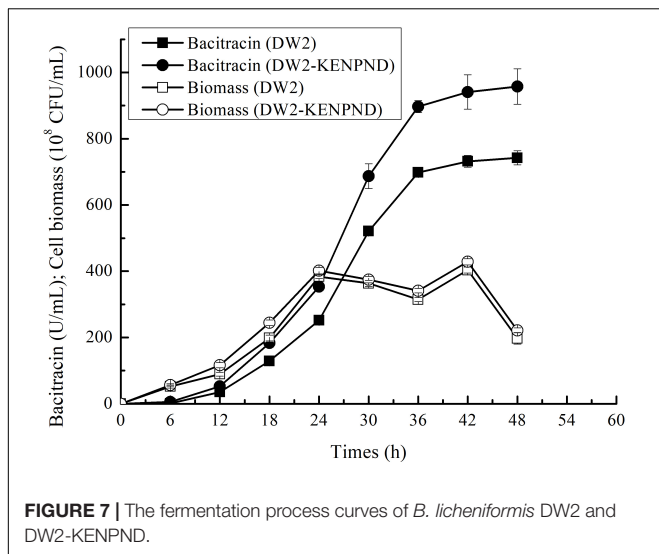 Bacitracin (DW2)
Bacitracin (DW2-KENPND)
Biomass (DW2)
Biomass (DW2-KENPND)
Bacitracin (U/mL); Cell biomass (10⁸ CFU/mL)
1000
800
600
400
200
0
0 6 12 18 24 30 36 42 48 54 60
Times (h)
FIGURE 7 | The fermentation process curves of B. licheniformis DW2 and
DW2-KENPND.